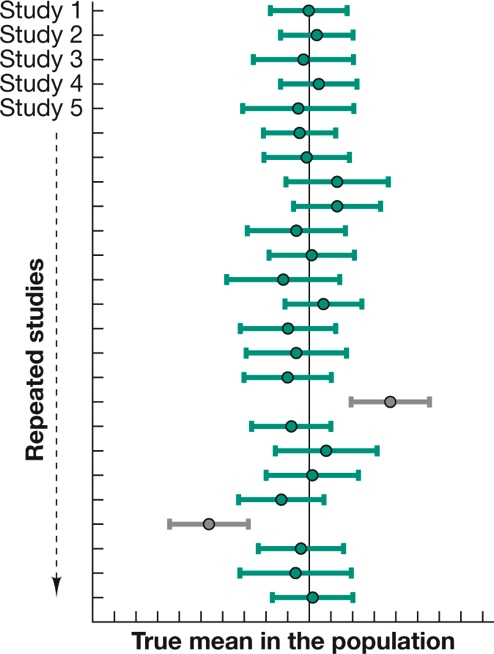 Study 1
Study 2
Study 3
Study 4
Study 5
Repeated studies
True mean in the population